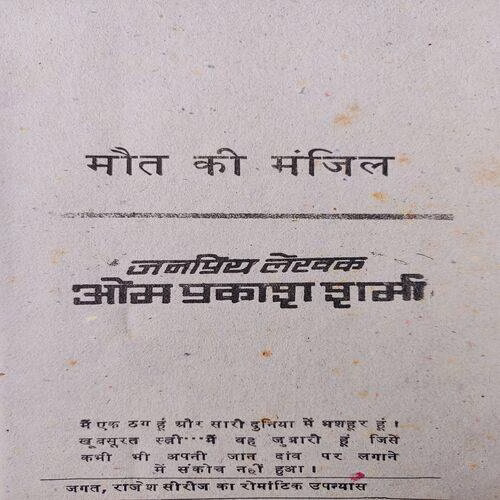 मौत की मंजिल
जनप्रिय लेखक
ओम प्रकाश शर्मा
मैं एक ठग हूं और सारी दुनिया में मशहूर हूं ।
खूबसूरत स्त्री···मैं वह जुआरी हूं जिसे
कभी भी अपनी जान दांव पर लगाने
में संकोच नहीं हुआ ।
जगत, राजेश सीरीज का रोमांटिक उपन्यास